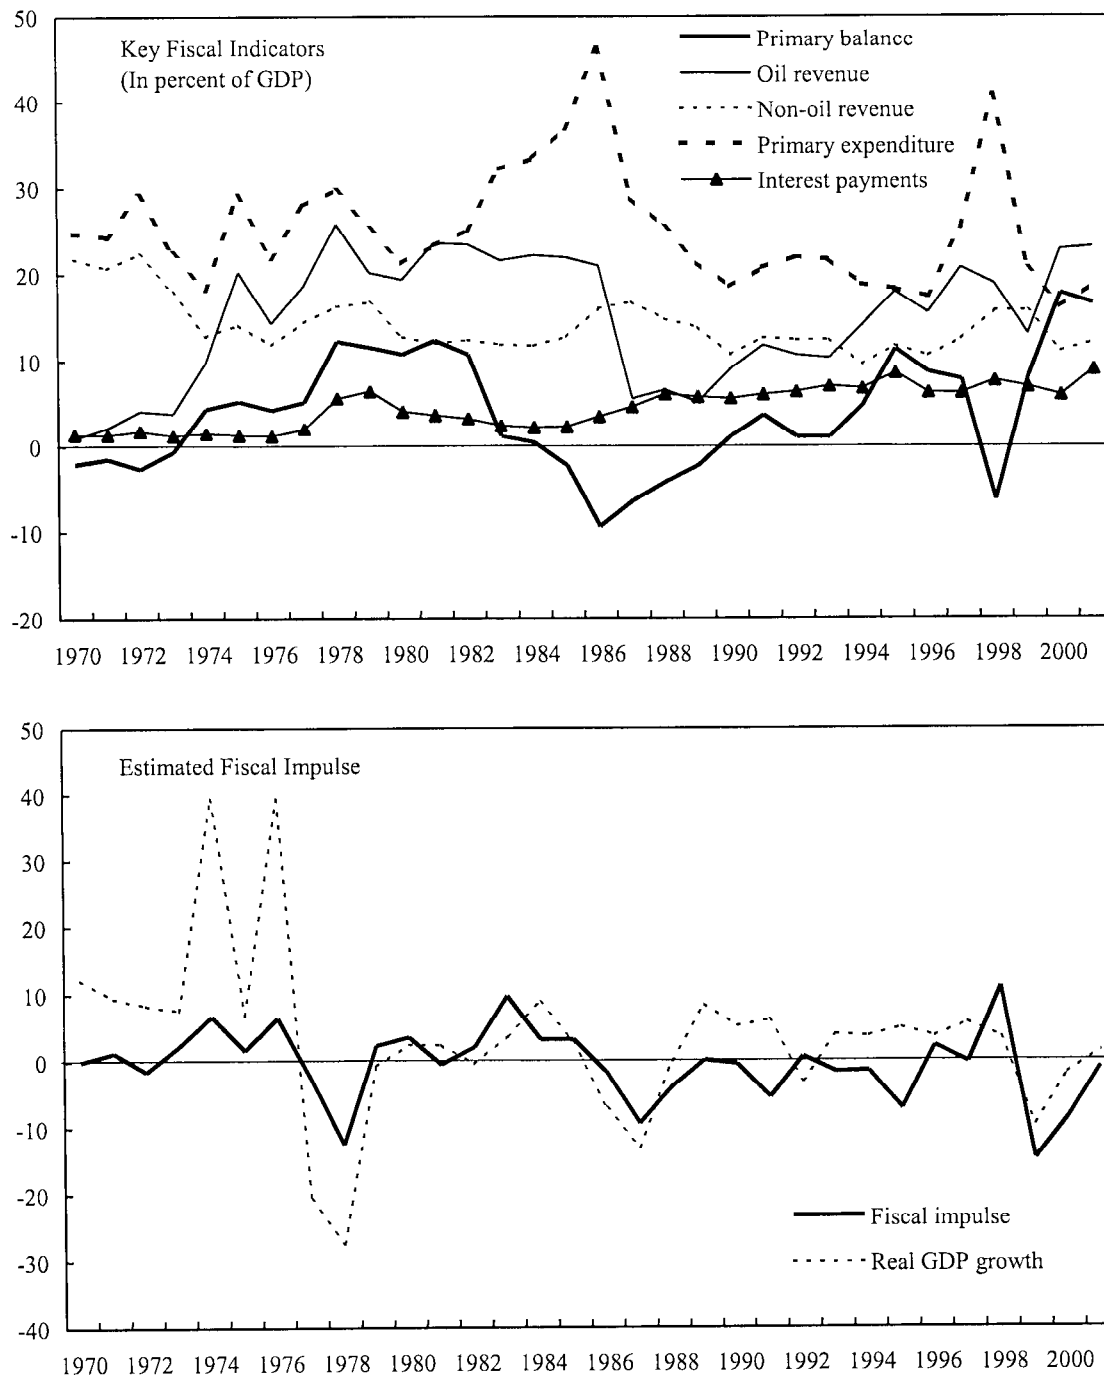 50
40
30
20
10
0
-10
-20
Key Fiscal Indicators
(In percent of GDP)
Primary balance
Oil revenue
Non-oil revenue
Primary expenditure
Interest payments
1970 1972 1974 1976 1978 1980 1982 1984 1986 1988 1990 1992 1994 1996 1998 2000
50
40
30
20
10
0
-10
-20
-30
-40
Estimated Fiscal Impulse
Fiscal impulse
Real GDP growth
1970 1972 1974 1976 1978 1980 1982 1984 1986 1988 1990 1992 1994 1996 1998 2000